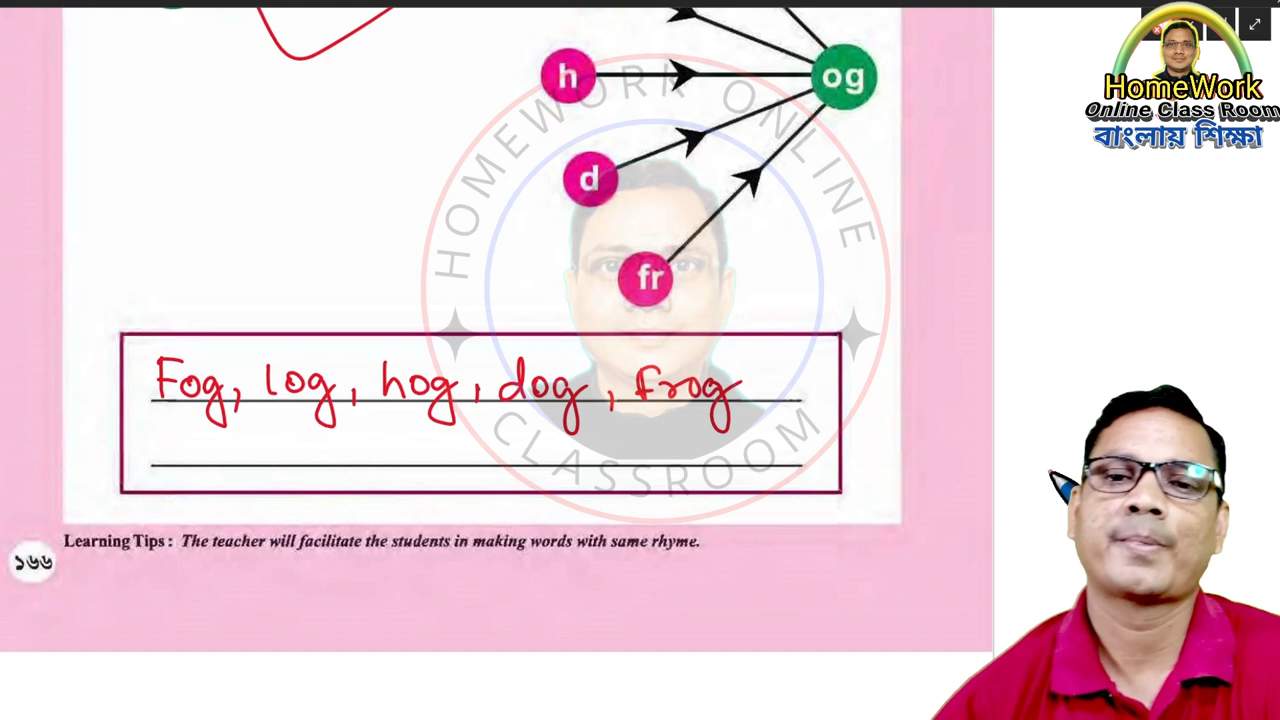 HomeWork
Online Class Room
বাংলায় শিক্ষা
h
og
d
fr
HOMEWORK ONLINE
CLASSROOM
Fog, log, hog, dog, frog
Learning Tips : The teacher will facilitate the students in making words with same rhyme.
১৬৬